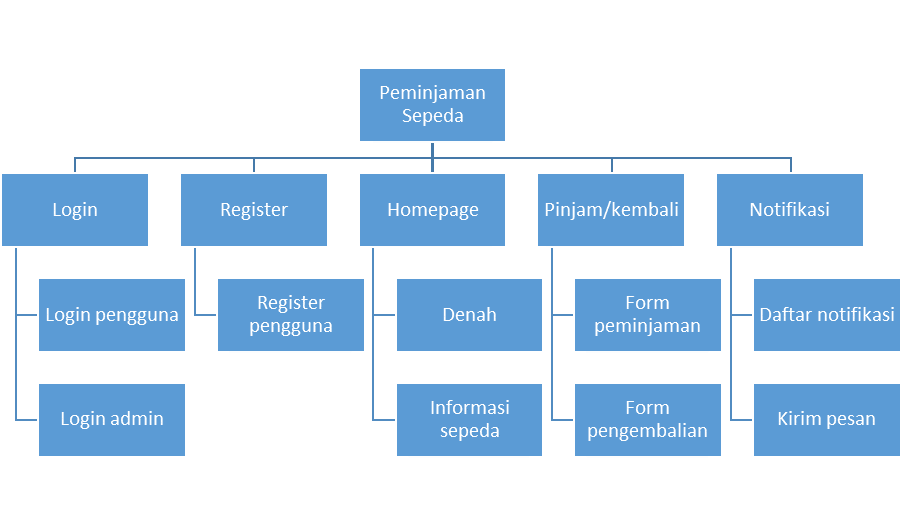 Peminjaman
Sepeda
Login
Register
Homepage
Pinjam/kembali
Notifikasi
Login pengguna
Register
pengguna
Denah
Form
peminjaman
Daftar notifikasi
Login admin
Informasi
sepeda
Form
pengembalian
Kirim pesan